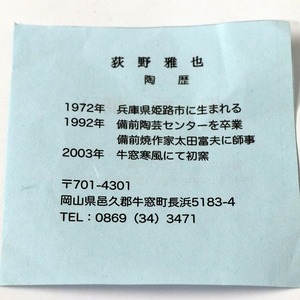 荻野雅也
陶歴
1972年 兵庫県姫路市に生まれる
1992年 備前陶芸センターを卒業
備前焼作家太田富夫に師事
2003年 牛窓寒風にて初窯
〒701-4301
岡山県邑久郡牛窓町長浜5183-4
TEL：0869（34）3471